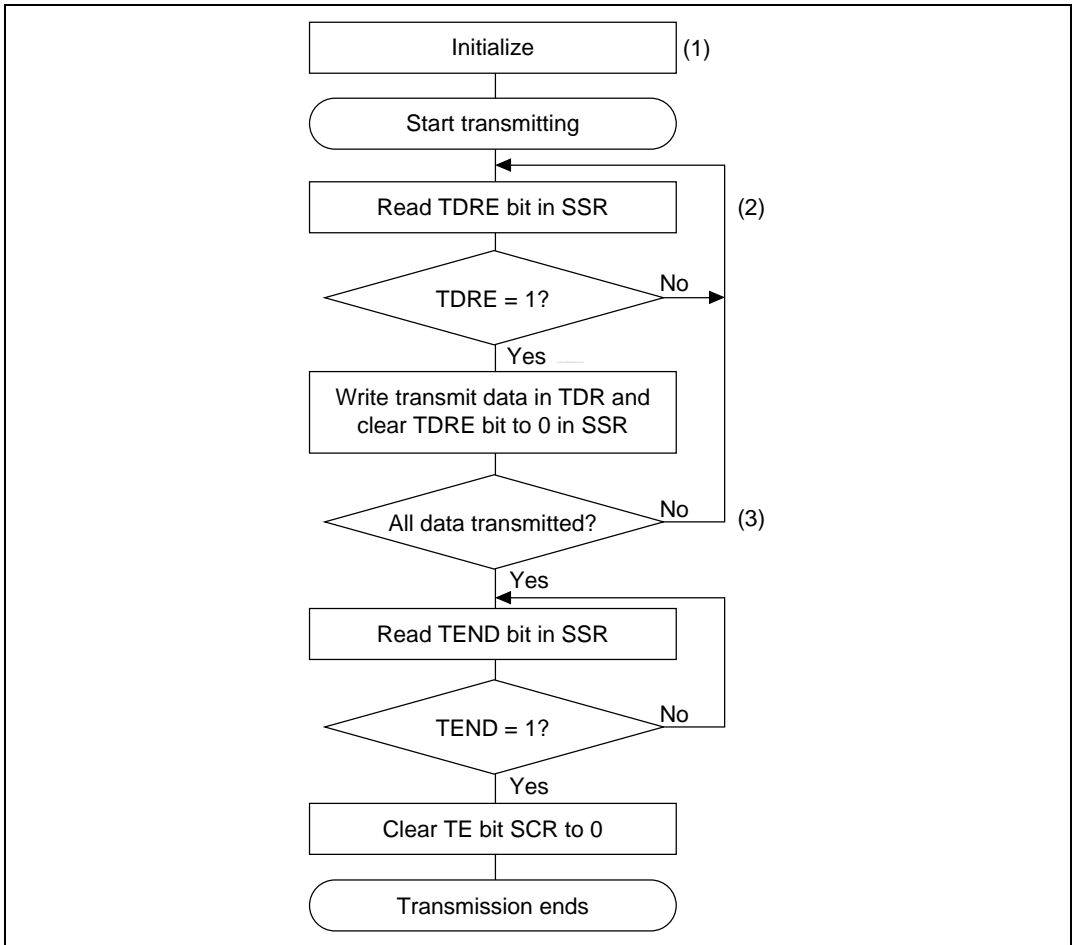 Initialize
(1)
Start transmitting
Read TDRE bit in SSR
(2)
TDRE = 1?
No
Yes
Write transmit data in TDR and
clear TDRE bit to 0 in SSR
All data transmitted?
No
(3)
Yes
Read TEND bit in SSR
TEND = 1?
No
Yes
Clear TE bit SCR to 0
Transmission ends